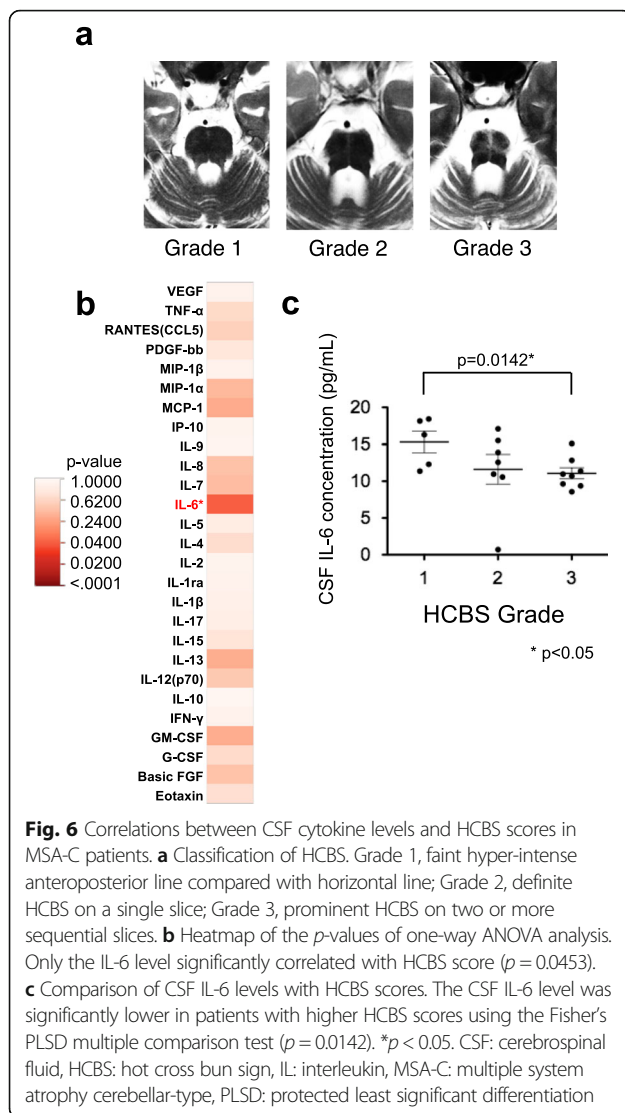 a
Grade 1 Grade 2 Grade 3
b
VEGF
TNF-α
RANTES(CCL5)
PDGF-bb
MIP-1β
MIP-1α
MCP-1
IP-10
IL-9
IL-8
IL-7
IL-6*
IL-5
IL-4
IL-2
IL-1ra
IL-1β
IL-17
IL-15
IL-13
IL-12(p70)
IL-10
IFN-γ
GM-CSF
G-CSF
Basic FGF
Eotaxin
p-value
1.0000
0.6200
0.2400
0.0400
0.0200
<.0001
c
p=0.0142*
CSF IL-6 concentration (pg/mL)
20
15
10
5
0
1 2 3
HCBS Grade
* p<0.05
Fig. 6 Correlations between CSF cytokine levels and HCBS scores in
MSA-C patients. a Classification of HCBS. Grade 1, faint hyper-intense
anteroposterior line compared with horizontal line; Grade 2, definite
HCBS on a single slice; Grade 3, prominent HCBS on two or more
sequential slices. b Heatmap of the p-values of one-way ANOVA analysis.
Only the IL-6 level significantly correlated with HCBS score (p = 0.0453).
c Comparison of CSF IL-6 levels with HCBS scores. The CSF IL-6 level was
significantly lower in patients with higher HCBS scores using the Fisher's
PLSD multiple comparison test (p = 0.0142). *p < 0.05. CSF: cerebrospinal
fluid, HCBS: hot cross bun sign, IL: interleukin, MSA-C: multiple system
atrophy cerebellar-type, PLSD: protected least significant differentiation